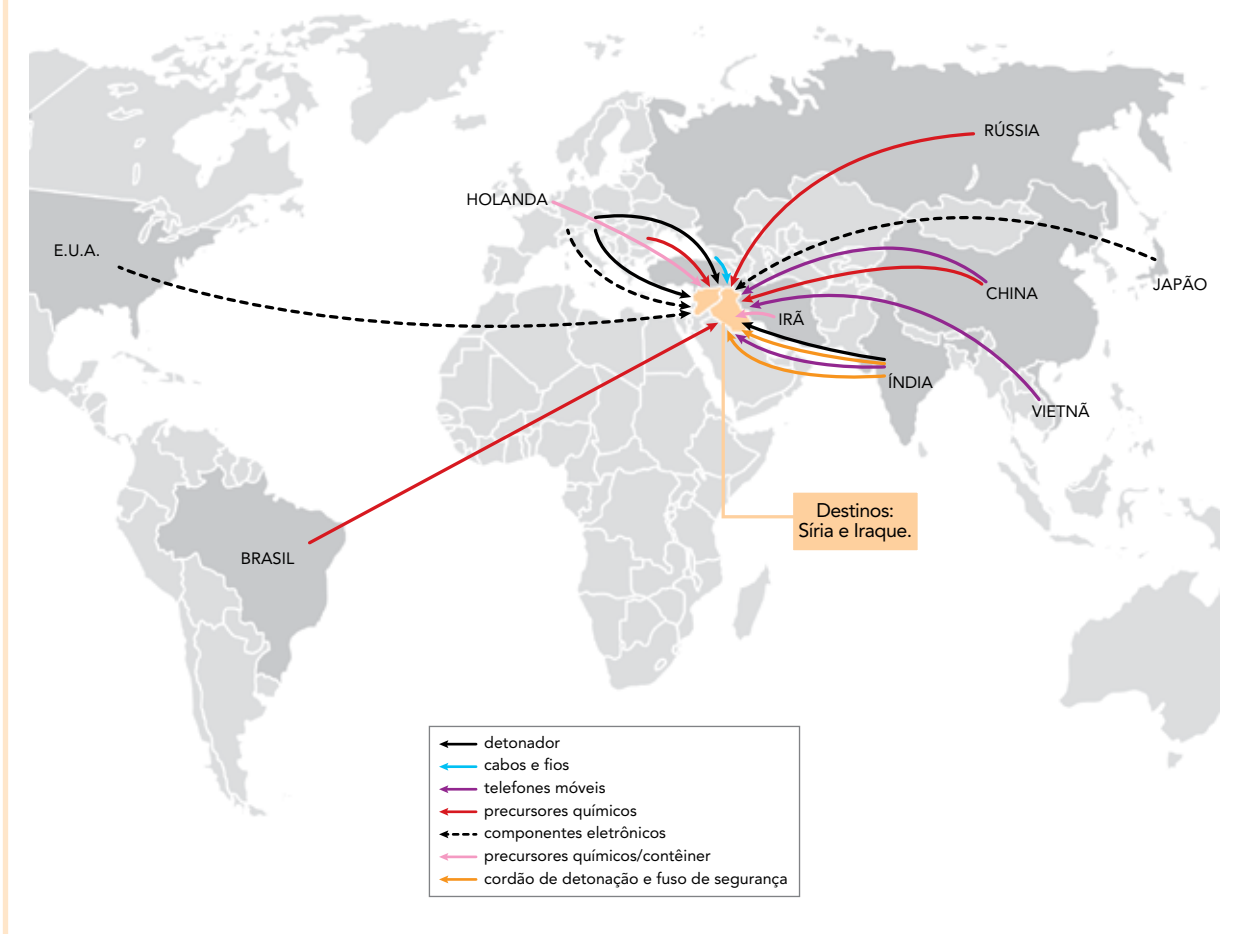 RÚSSIA
HOLANDA
E.U.A.
JAPÃO
CHINA
IRÃ
ÍNDIA
VIETNÃ
Destinos:
Síria e Iraque.
BRASIL
detonador
cabos e fios
telefones móveis
precursores químicos
componentes eletrônicos
precursores químicos/contêiner
cordão de detonação e fuso de segurança